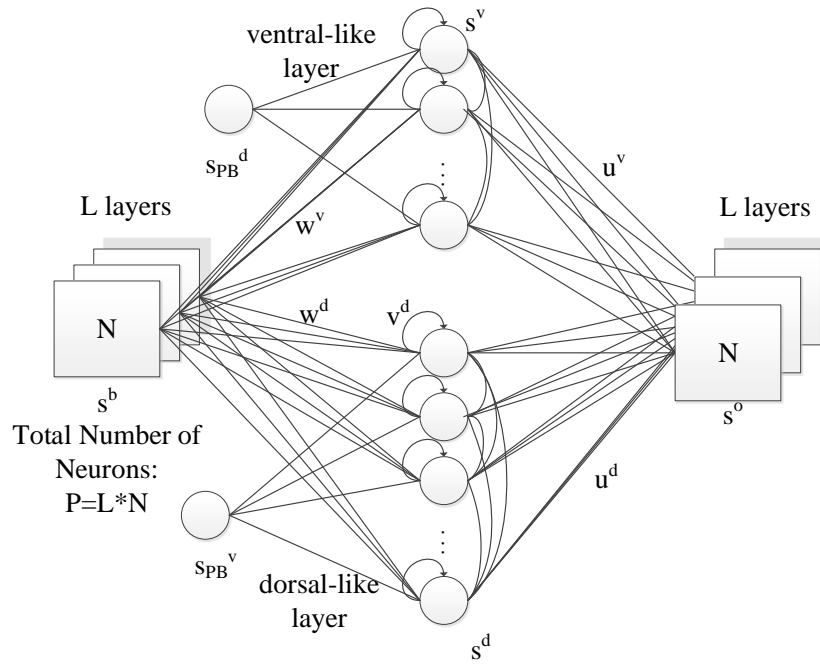 s^v
ventral-like
layer
s_PB^d
⋮
u^v
L layers
w^v
L layers
N
w^d
v^d
N
s^b
s^o
Total Number of
Neurons:
P=L*N
u^d
s_PB^v
⋮
dorsal-like
layer
s^d